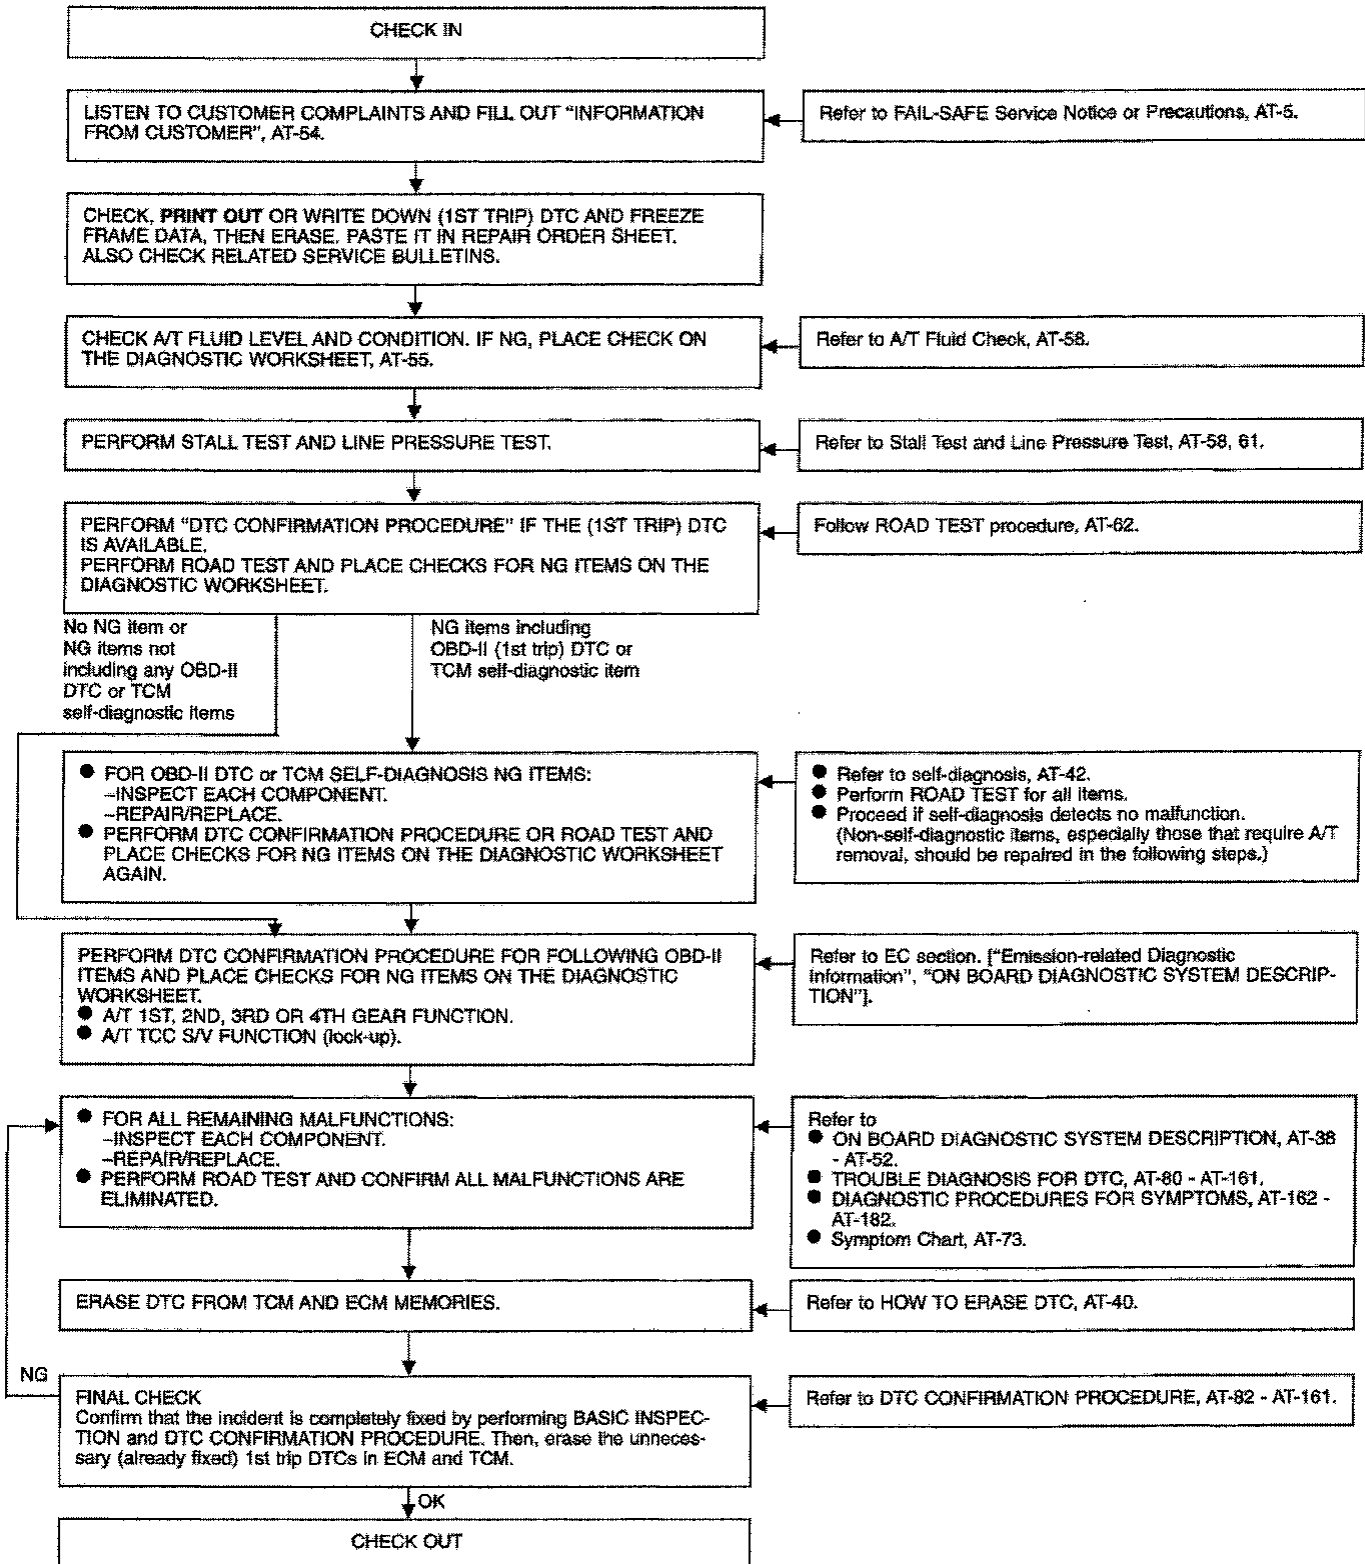 CHECK IN
LISTEN TO CUSTOMER COMPLAINTS AND FILL OUT "INFORMATION
FROM CUSTOMER", AT-54.
Refer to FAIL-SAFE Service Notice or Precautions, AT-5.
CHECK, PRINT OUT OR WRITE DOWN (1ST TRIP) DTC AND FREEZE
FRAME DATA, THEN ERASE. PASTE IT IN REPAIR ORDER SHEET.
ALSO CHECK RELATED SERVICE BULLETINS.
CHECK A/T FLUID LEVEL AND CONDITION. IF NG, PLACE CHECK ON
THE DIAGNOSTIC WORKSHEET, AT-55.
Refer to A/T Fluid Check, AT-58.
PERFORM STALL TEST AND LINE PRESSURE TEST.
Refer to Stall Test and Line Pressure Test, AT-58, 61.
PERFORM "DTC CONFIRMATION PROCEDURE" IF THE (1ST TRIP) DTC
IS AVAILABLE.
PERFORM ROAD TEST AND PLACE CHECKS FOR NG ITEMS ON THE
DIAGNOSTIC WORKSHEET.
Follow ROAD TEST procedure, AT-62.
No NG item or
NG items not
including any OBD-II
DTC or TCM
self-diagnostic items
NG items including
OBD-II (1st trip) DTC or
TCM self-diagnostic item
● FOR OBD-II DTC or TCM SELF-DIAGNOSIS NG ITEMS:
–INSPECT EACH COMPONENT.
–REPAIR/REPLACE.
● PERFORM DTC CONFIRMATION PROCEDURE OR ROAD TEST AND
PLACE CHECKS FOR NG ITEMS ON THE DIAGNOSTIC WORKSHEET
AGAIN.
● Refer to self-diagnosis, AT-42.
● Perform ROAD TEST for all items.
● Proceed if self-diagnosis detects no malfunction.
(Non-self-diagnostic items, especially those that require A/T
removal, should be repaired in the following steps.)
PERFORM DTC CONFIRMATION PROCEDURE FOR FOLLOWING OBD-II
ITEMS AND PLACE CHECKS FOR NG ITEMS ON THE DIAGNOSTIC
WORKSHEET.
● A/T 1ST, 2ND, 3RD OR 4TH GEAR FUNCTION.
● A/T TCC S/V FUNCTION (lock-up).
Refer to EC section. ["Emission-related Diagnostic
Information", "ON BOARD DIAGNOSTIC SYSTEM DESCRIP-
TION"].
● FOR ALL REMAINING MALFUNCTIONS:
–INSPECT EACH COMPONENT.
–REPAIR/REPLACE.
● PERFORM ROAD TEST AND CONFIRM ALL MALFUNCTIONS ARE
ELIMINATED.
Refer to
● ON BOARD DIAGNOSTIC SYSTEM DESCRIPTION, AT-38
- AT-52.
● TROUBLE DIAGNOSIS FOR DTC, AT-80 - AT-161.
● DIAGNOSTIC PROCEDURES FOR SYMPTOMS, AT-162 -
AT-182.
● Symptom Chart, AT-73.
ERASE DTC FROM TCM AND ECM MEMORIES.
Refer to HOW TO ERASE DTC, AT-40.
NG
FINAL CHECK
Confirm that the incident is completely fixed by performing BASIC INSPEC-
TION and DTC CONFIRMATION PROCEDURE. Then, erase the unneces-
sary (already fixed) 1st trip DTCs in ECM and TCM.
Refer to DTC CONFIRMATION PROCEDURE, AT-82 - AT-161.
OK
CHECK OUT